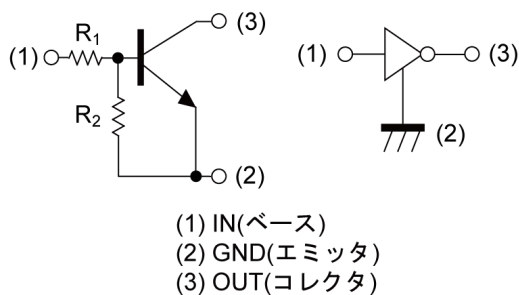 (1) R₁ (3)
R₂
(2)
(1) (3)
(2)
(1) IN(ベース)
(2) GND(エミッタ)
(3) OUT(コレクタ)